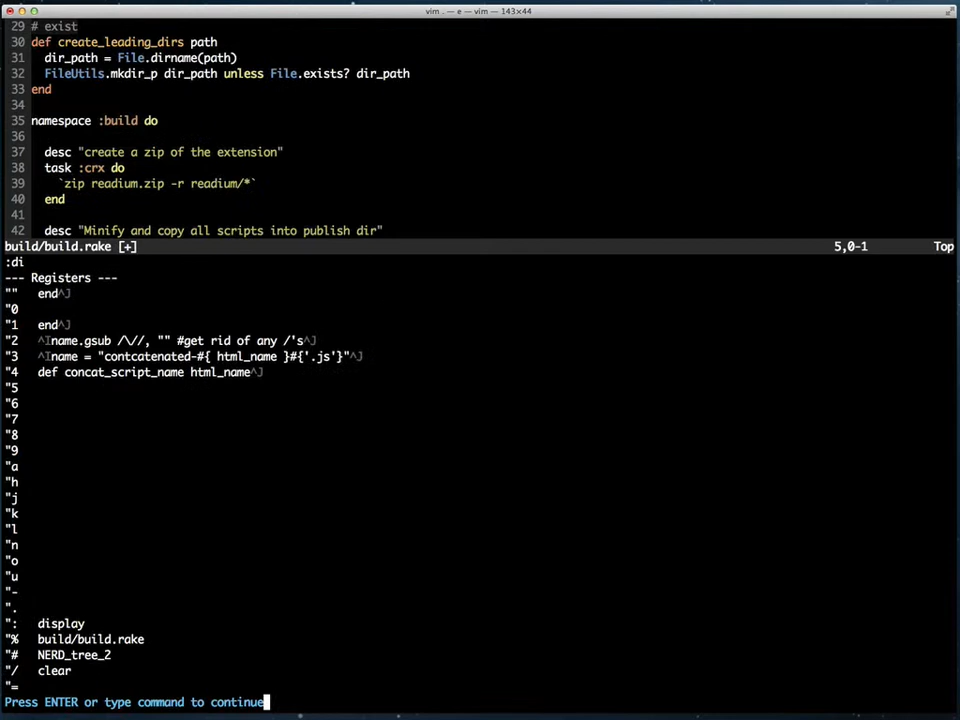 vim . — e — vim — 143×44
29 # exist
30 def create_leading_dirs path
31   dir_path = File.dirname(path)
32   FileUtils.mkdir_p dir_path unless File.exists? dir_path
33 end
34
35 namespace :build do
36
37   desc "create a zip of the extension"
38   task :crx do
39     `zip readium.zip -r readium/*`
40   end
41
42   desc "Minify and copy all scripts into publish dir"
build/build.rake [+] 5,0-1 Top
:di
--- Registers ---
""   end^J
"0
"1   end^J
"2   ^Iname.gsub /\//, "" #get rid of any /'s^J
"3   ^Iname = "contcatenated-#{ html_name }#{'.js'}"^J
"4   def concat_script_name html_name^J
"5
"6
"7
"8
"9
"a
"h
"j
"k
"l
"n
"o
"u
"-
".
":   display
"%   build/build.rake
"#   NERD_tree_2
"/   clear
"=
Press ENTER or type command to continue